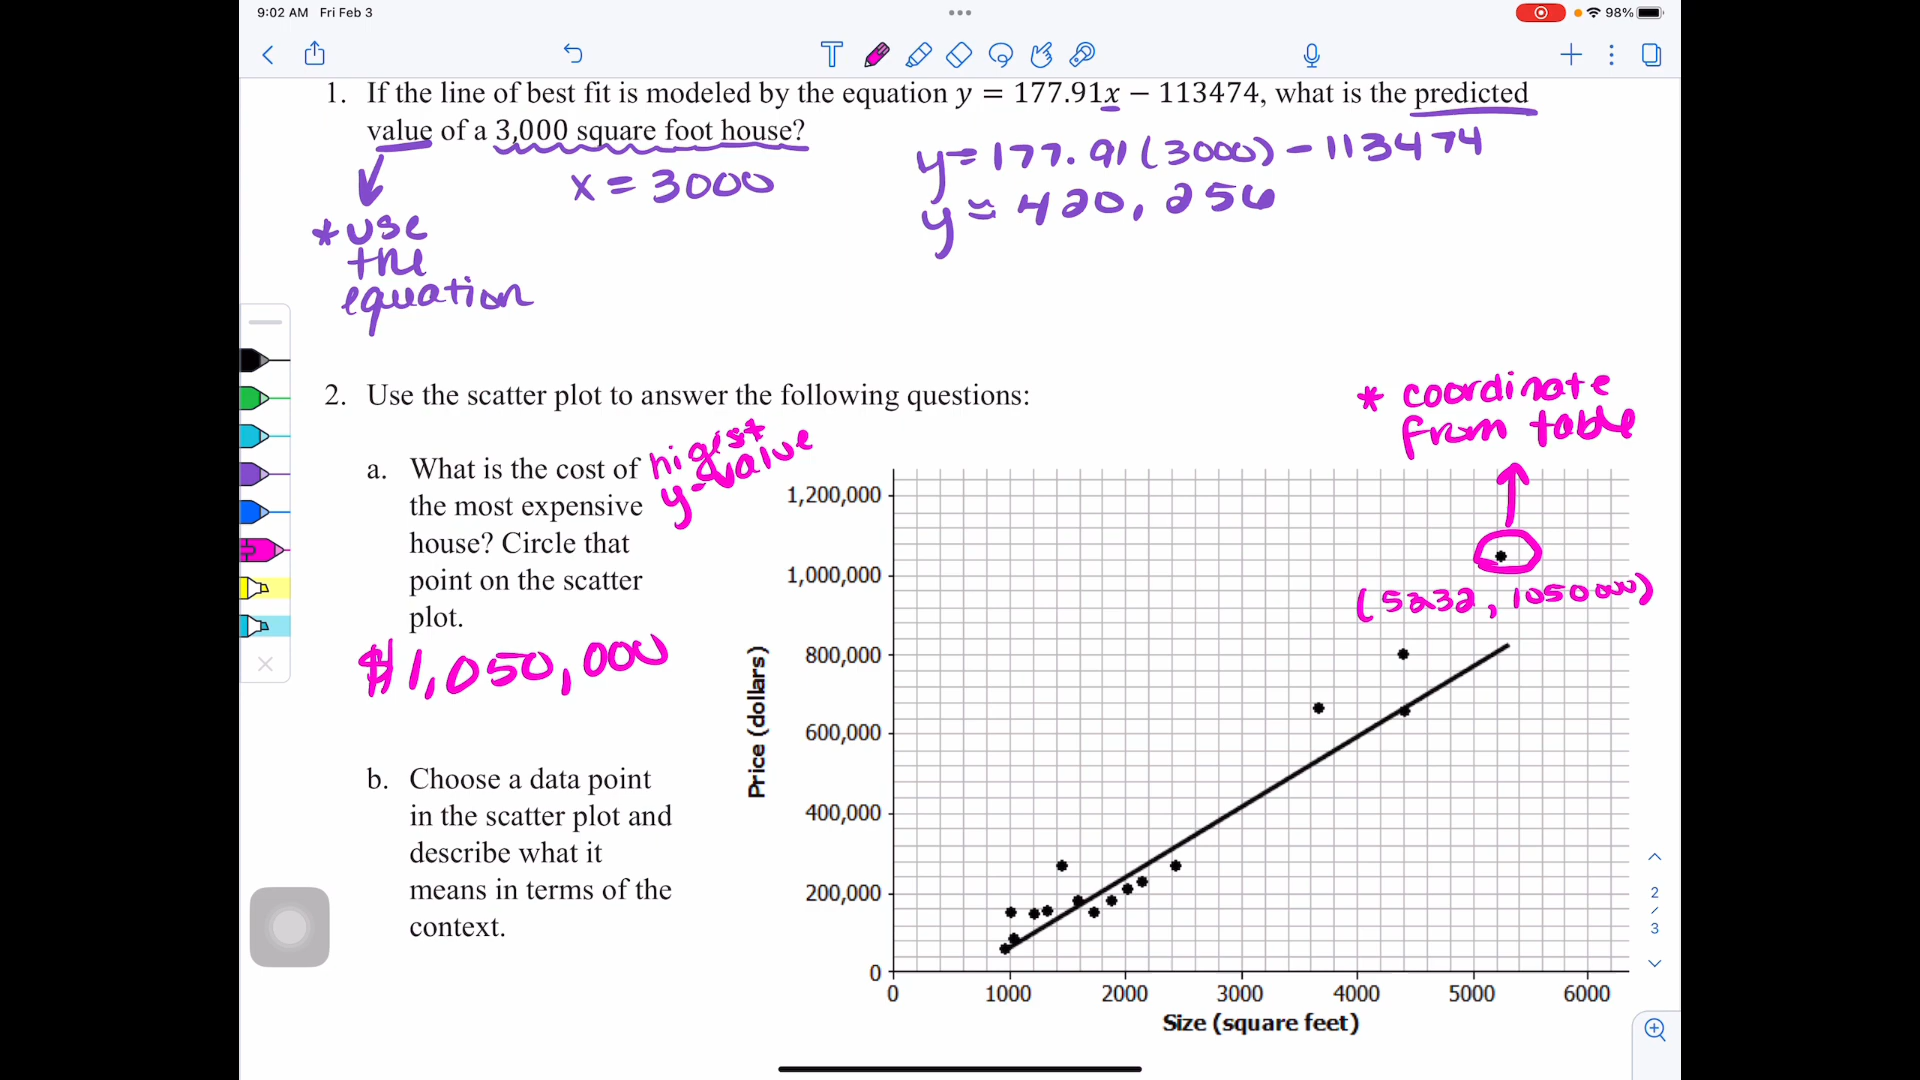 9:02 AM Fri Feb 3
98%
1. If the line of best fit is modeled by the equation y = 177.91x − 113474, what is the predicted
value of a 3,000 square foot house?
y = 177.91(3000) - 113474
x = 3000
y ≈ 420,256
* use
the
equation
2. Use the scatter plot to answer the following questions:
* coordinate
from table
a. What is the cost of
the most expensive
house? Circle that
point on the scatter
plot.
higest
y-value
$1,050,000
(5232, 1050000)
b. Choose a data point
in the scatter plot and
describe what it
means in terms of the
context.
Price (dollars)
1,200,000
1,000,000
800,000
600,000
400,000
200,000
0
0 1000 2000 3000 4000 5000 6000
Size (square feet)
2
/
3